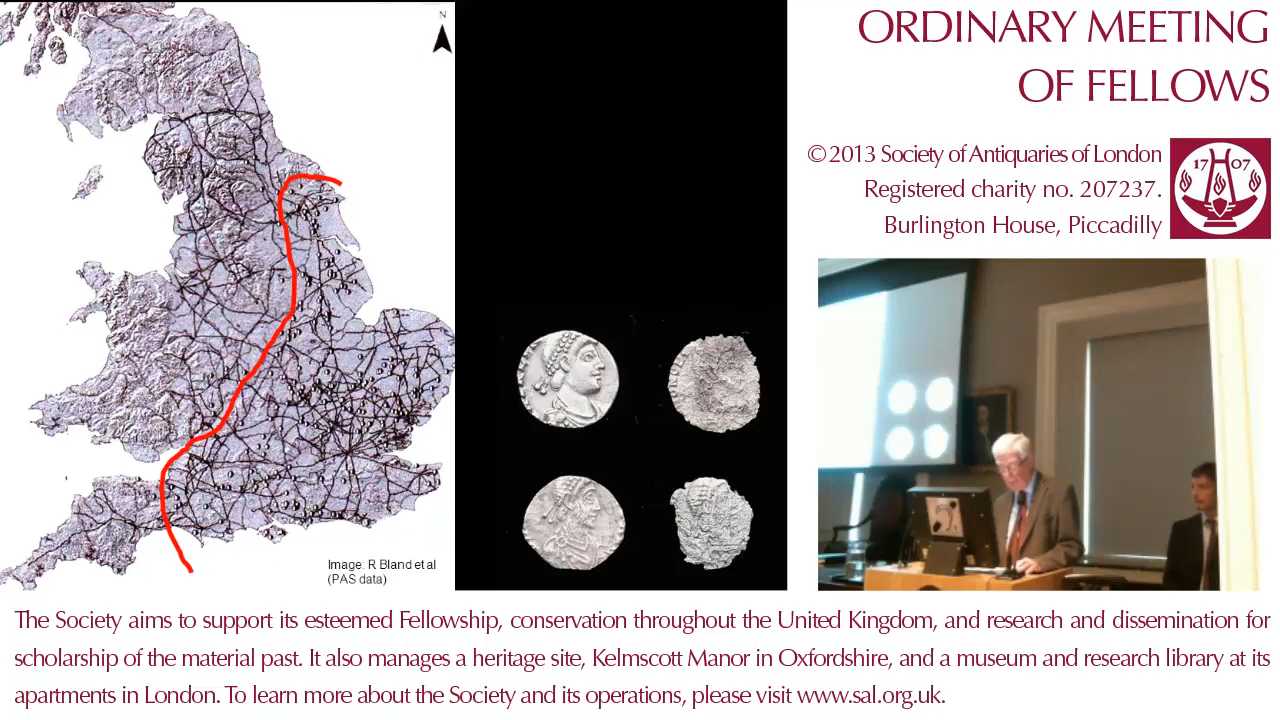 N
Image. R Bland et al
(PAS data)
ORDINARY MEETING
OF FELLOWS
© 2013 Society of Antiquaries of London
Registered charity no. 207237.
Burlington House, Piccadilly
17 07
The Society aims to support its esteemed Fellowship, conservation throughout the United Kingdom, and research and dissemination for
scholarship of the material past. It also manages a heritage site, Kelmscott Manor in Oxfordshire, and a museum and research library at its
apartments in London. To learn more about the Society and its operations, please visit www.sal.org.uk.